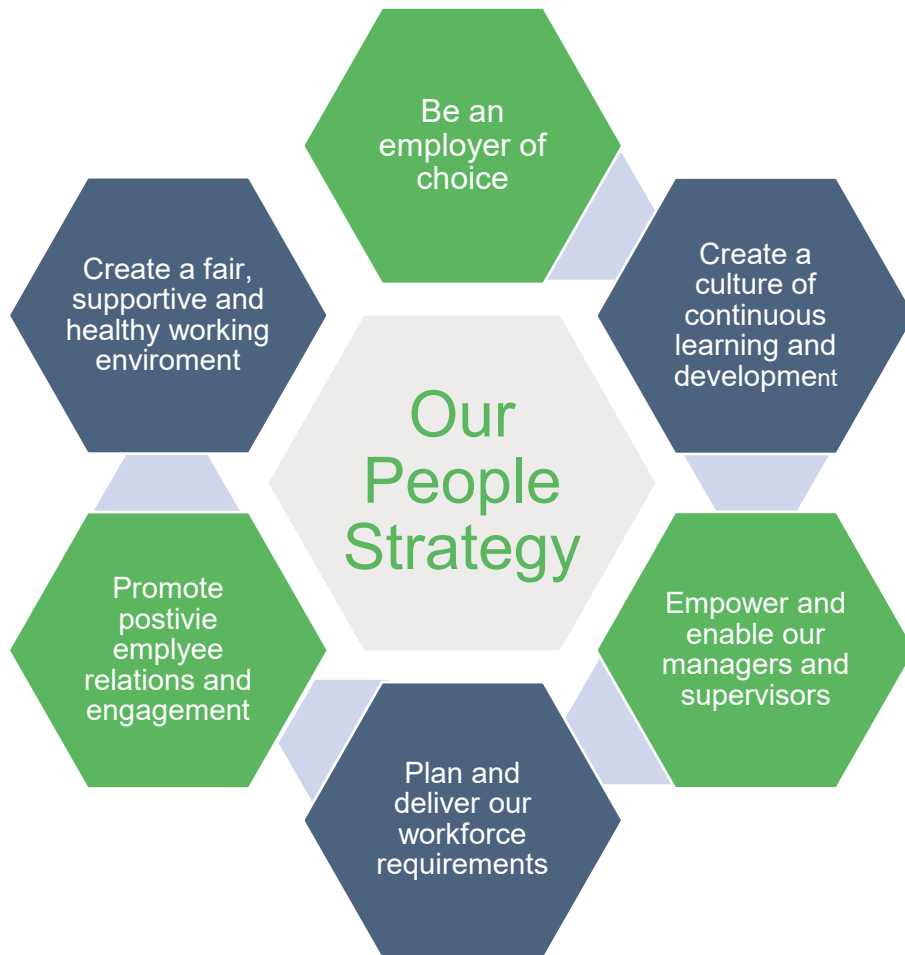 Be an
employer of
choice
Create a
culture of
continuous
learning and
development
Empower and
enable our
managers and
supervisors
Plan and
deliver our
workforce
requirements
Promote
postivie
emplyee
relations and
engagement
Create a fair,
supportive and
healthy working
enviroment
Our
People
Strategy